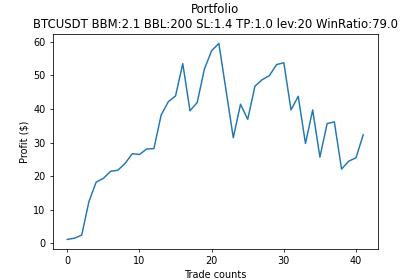 Portfolio
BTCUSDT BBM:2.1 BBL:200 SL:1.4 TP:1.0 lev:20 WinRatio:79.0
60
50
40
30
20
10
0
Profit ($)
0 10 20 30 40
Trade counts